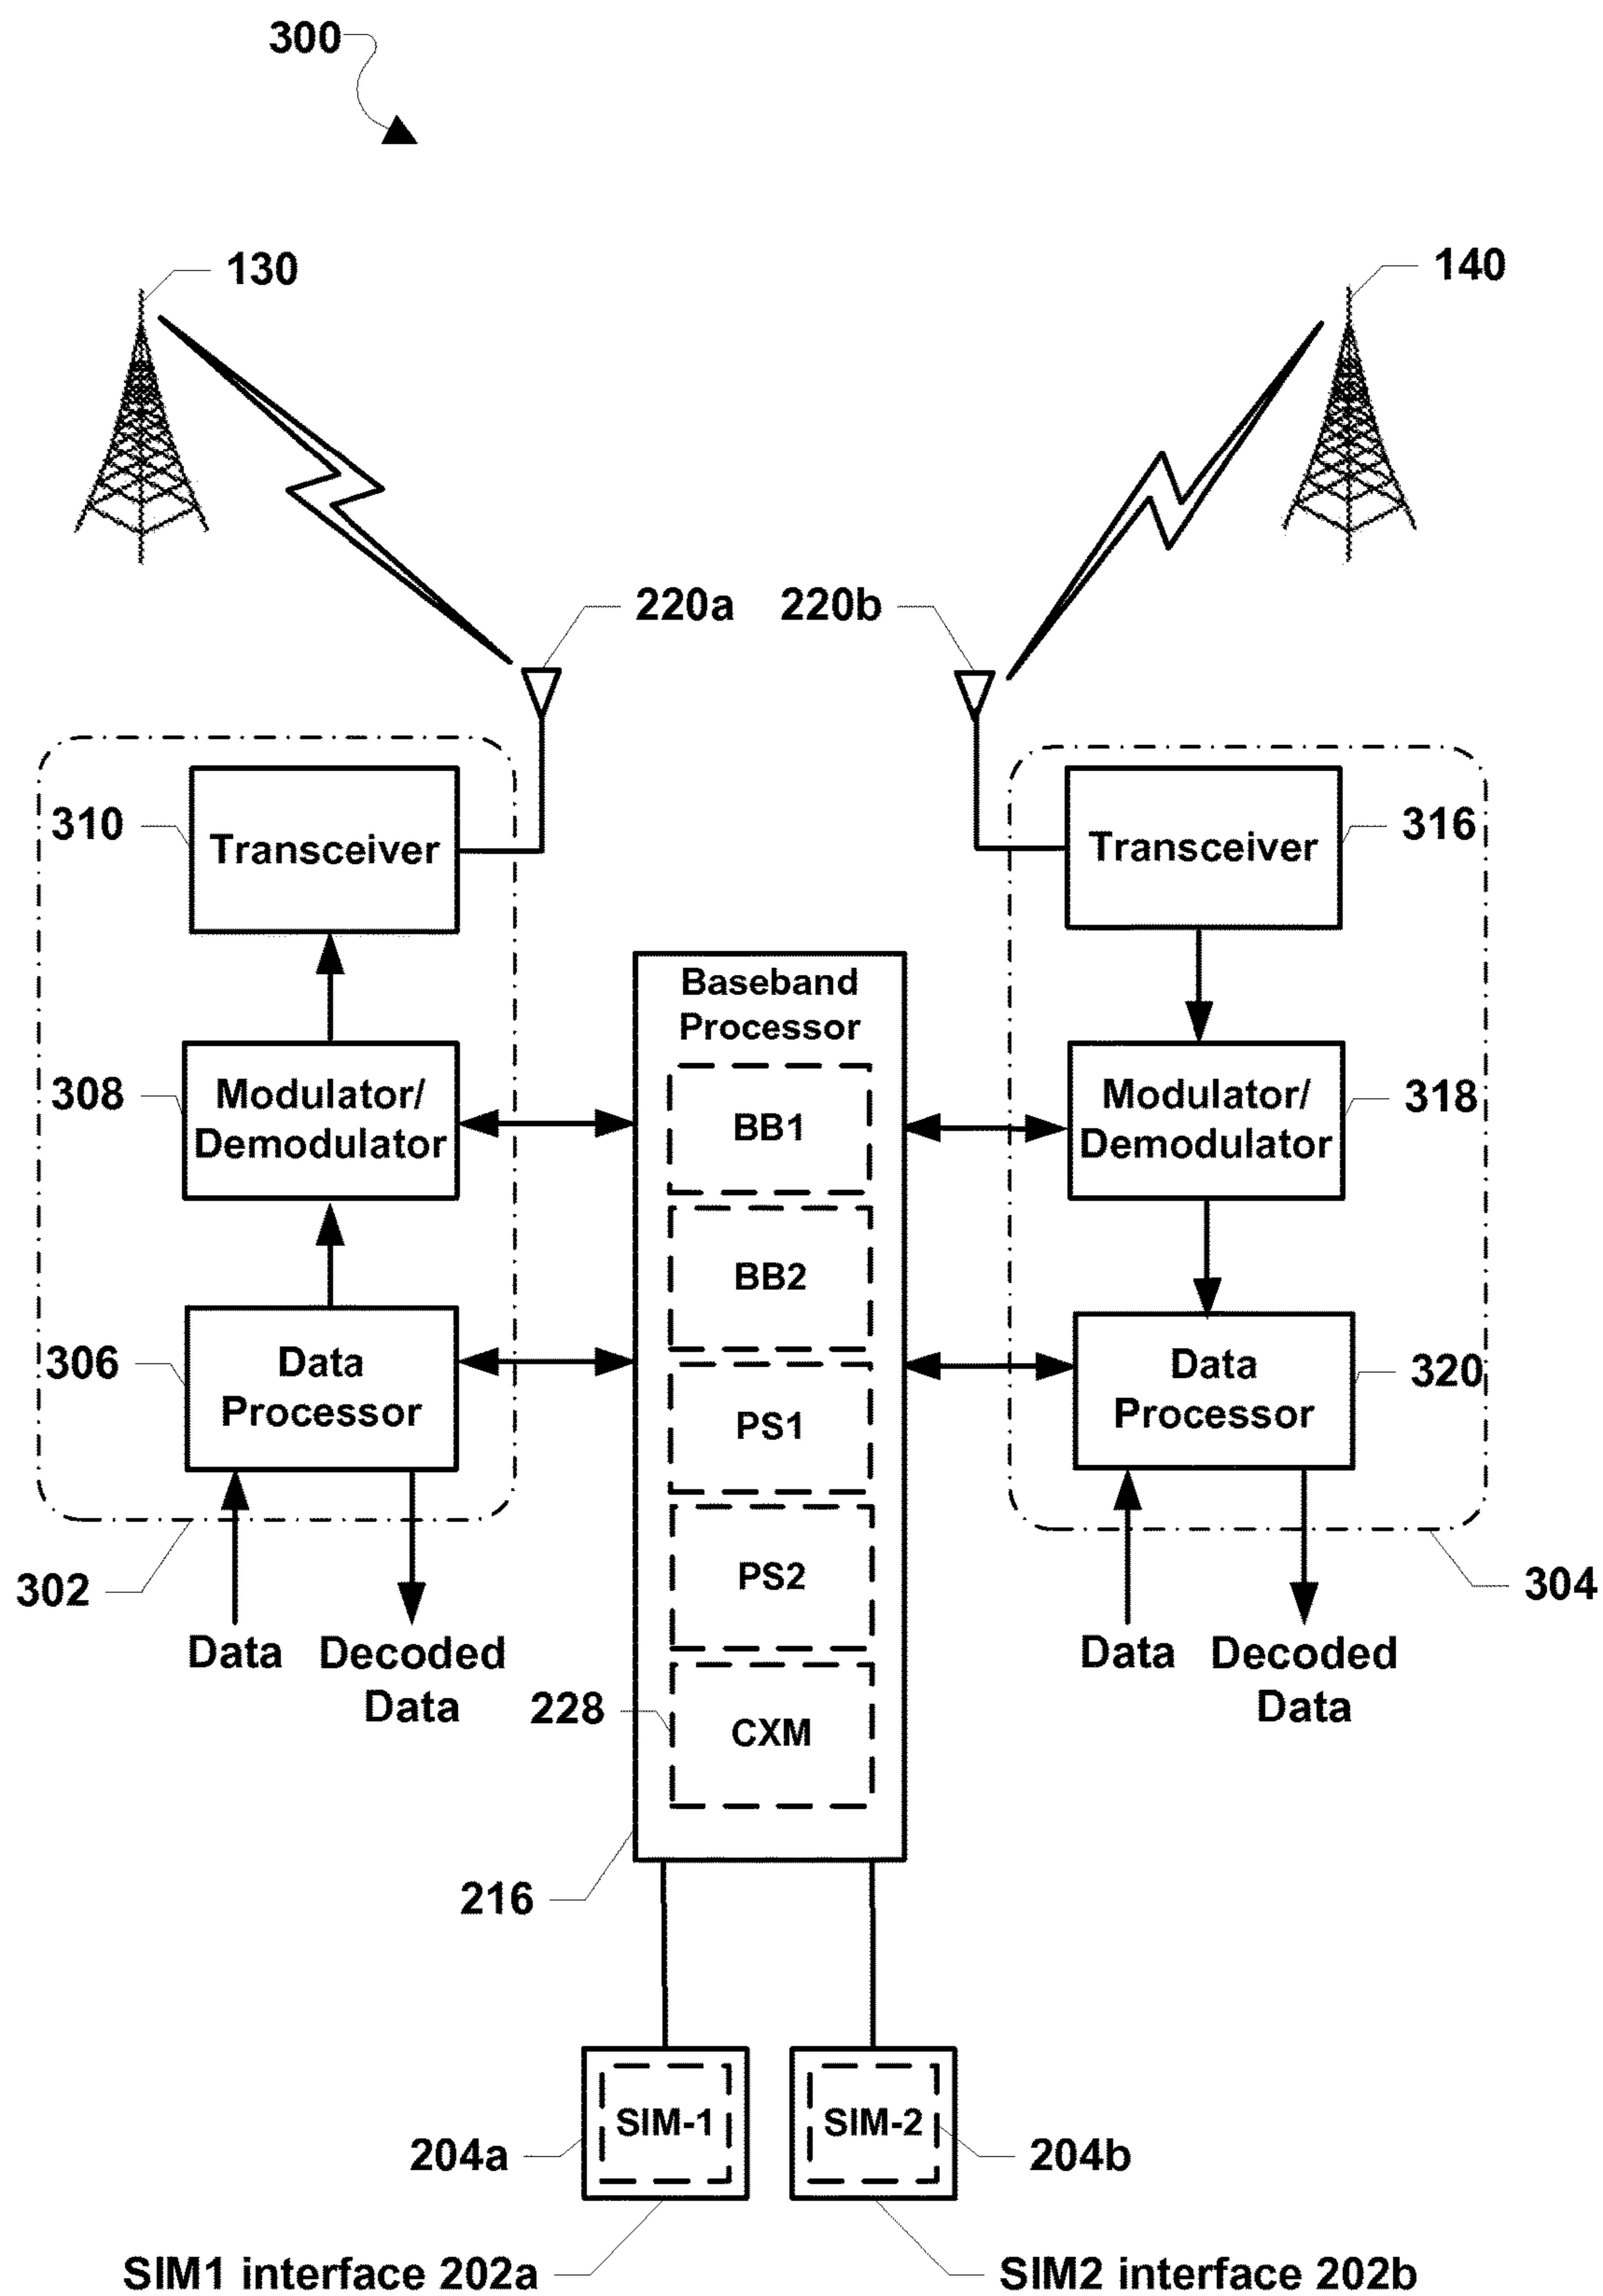 300
130
140
220a
220b
310
Transceiver
Transceiver
316
Baseband
Processor
308
Modulator/
Demodulator
BB1
Modulator/
Demodulator
318
BB2
306
Data
Processor
PS1
Data
Processor
320
PS2
302
304
Data
Decoded
Data
Data
Decoded
Data
228
CXM
216
SIM-1
SIM-2
204a
204b
SIM1 interface 202a
SIM2 interface 202b